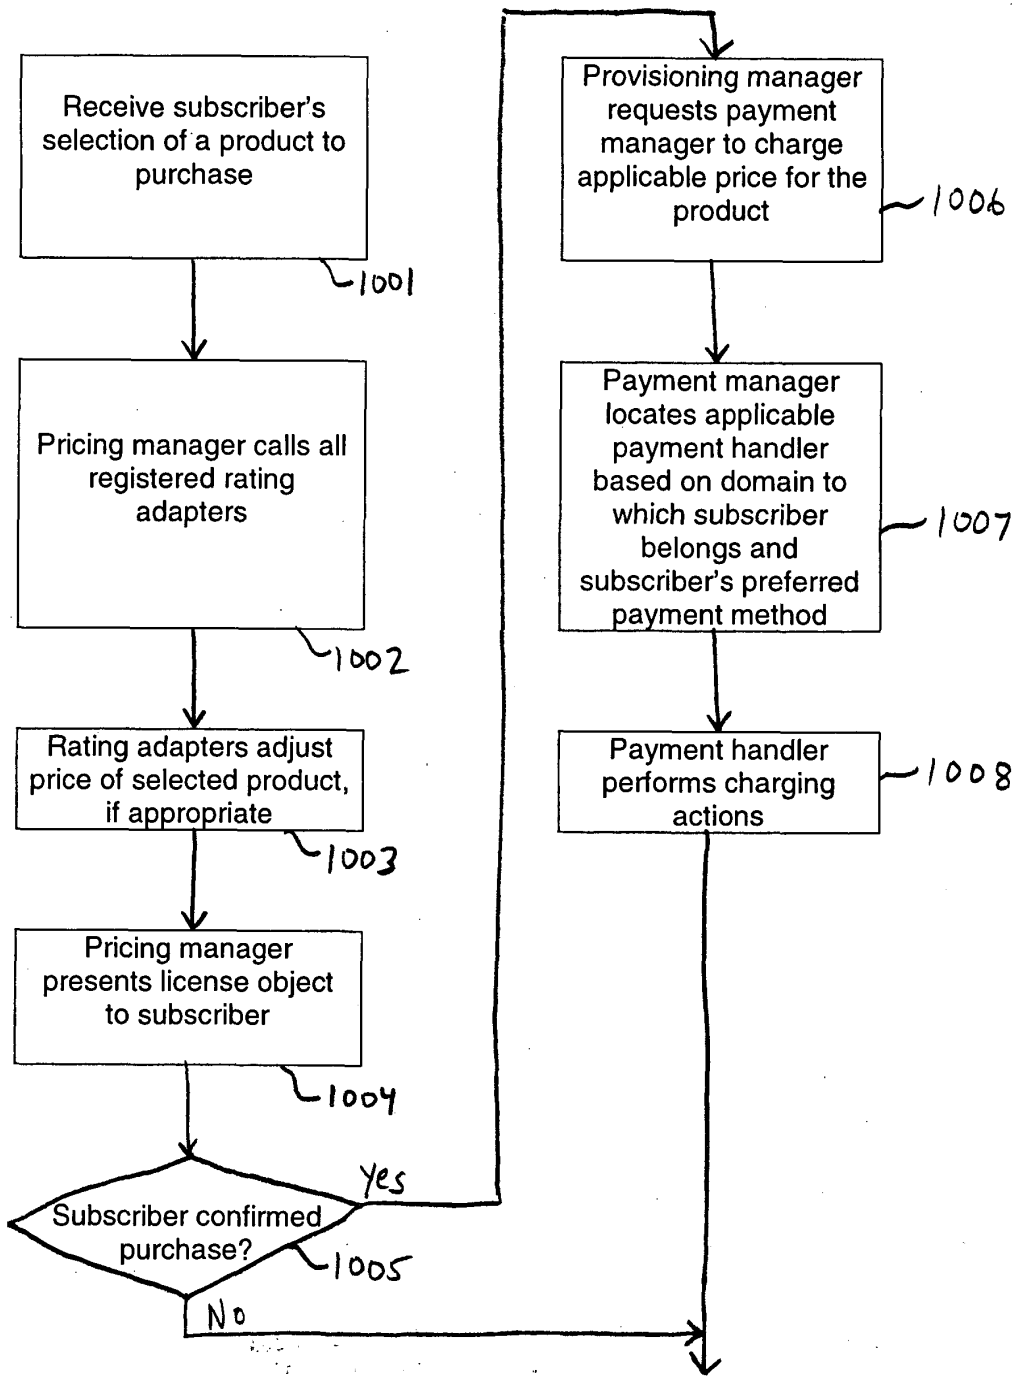 Receive subscriber's
selection of a product to
purchase
1001
Pricing manager calls all
registered rating
adapters
1002
Rating adapters adjust
price of selected product,
if appropriate
1003
Pricing manager
presents license object
to subscriber
1004
Subscriber confirmed
purchase?
1005
Yes
No
Provisioning manager
requests payment
manager to charge
applicable price for the
product
1006
Payment manager
locates applicable
payment handler
based on domain to
which subscriber
belongs and
subscriber's preferred
payment method
1007
Payment handler
performs charging
actions
1008